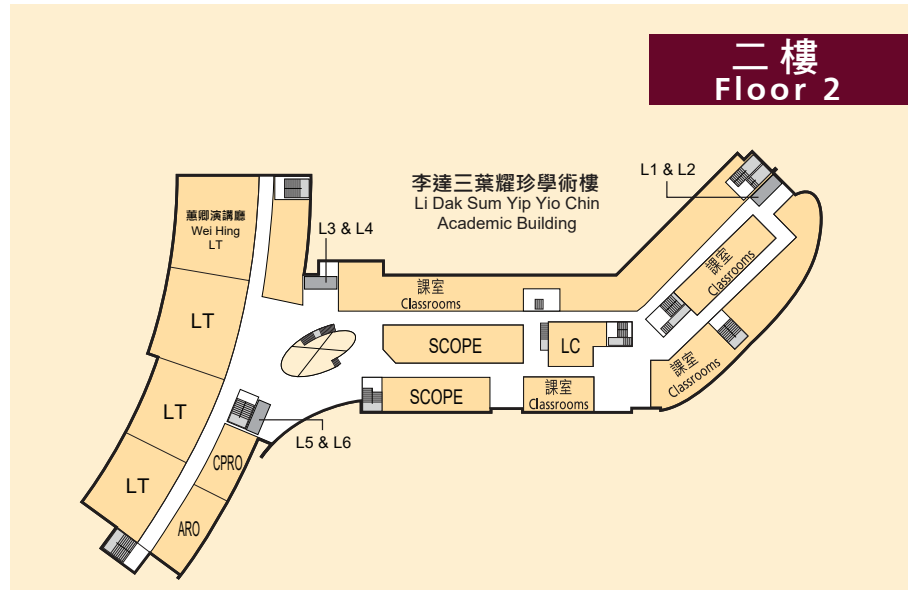 二樓
Floor 2
李達三葉耀珍學術樓
Li Dak Sum Yip Yio Chin
Academic Building
L1 & L2
蕙卿演講廳
Wei Hing
LT
L3 & L4
課室
Classrooms
課室
Classrooms
LT
SCOPE
LC
課室
Classrooms
SCOPE
課室
Classrooms
LT
L5 & L6
CPRO
LT
ARO